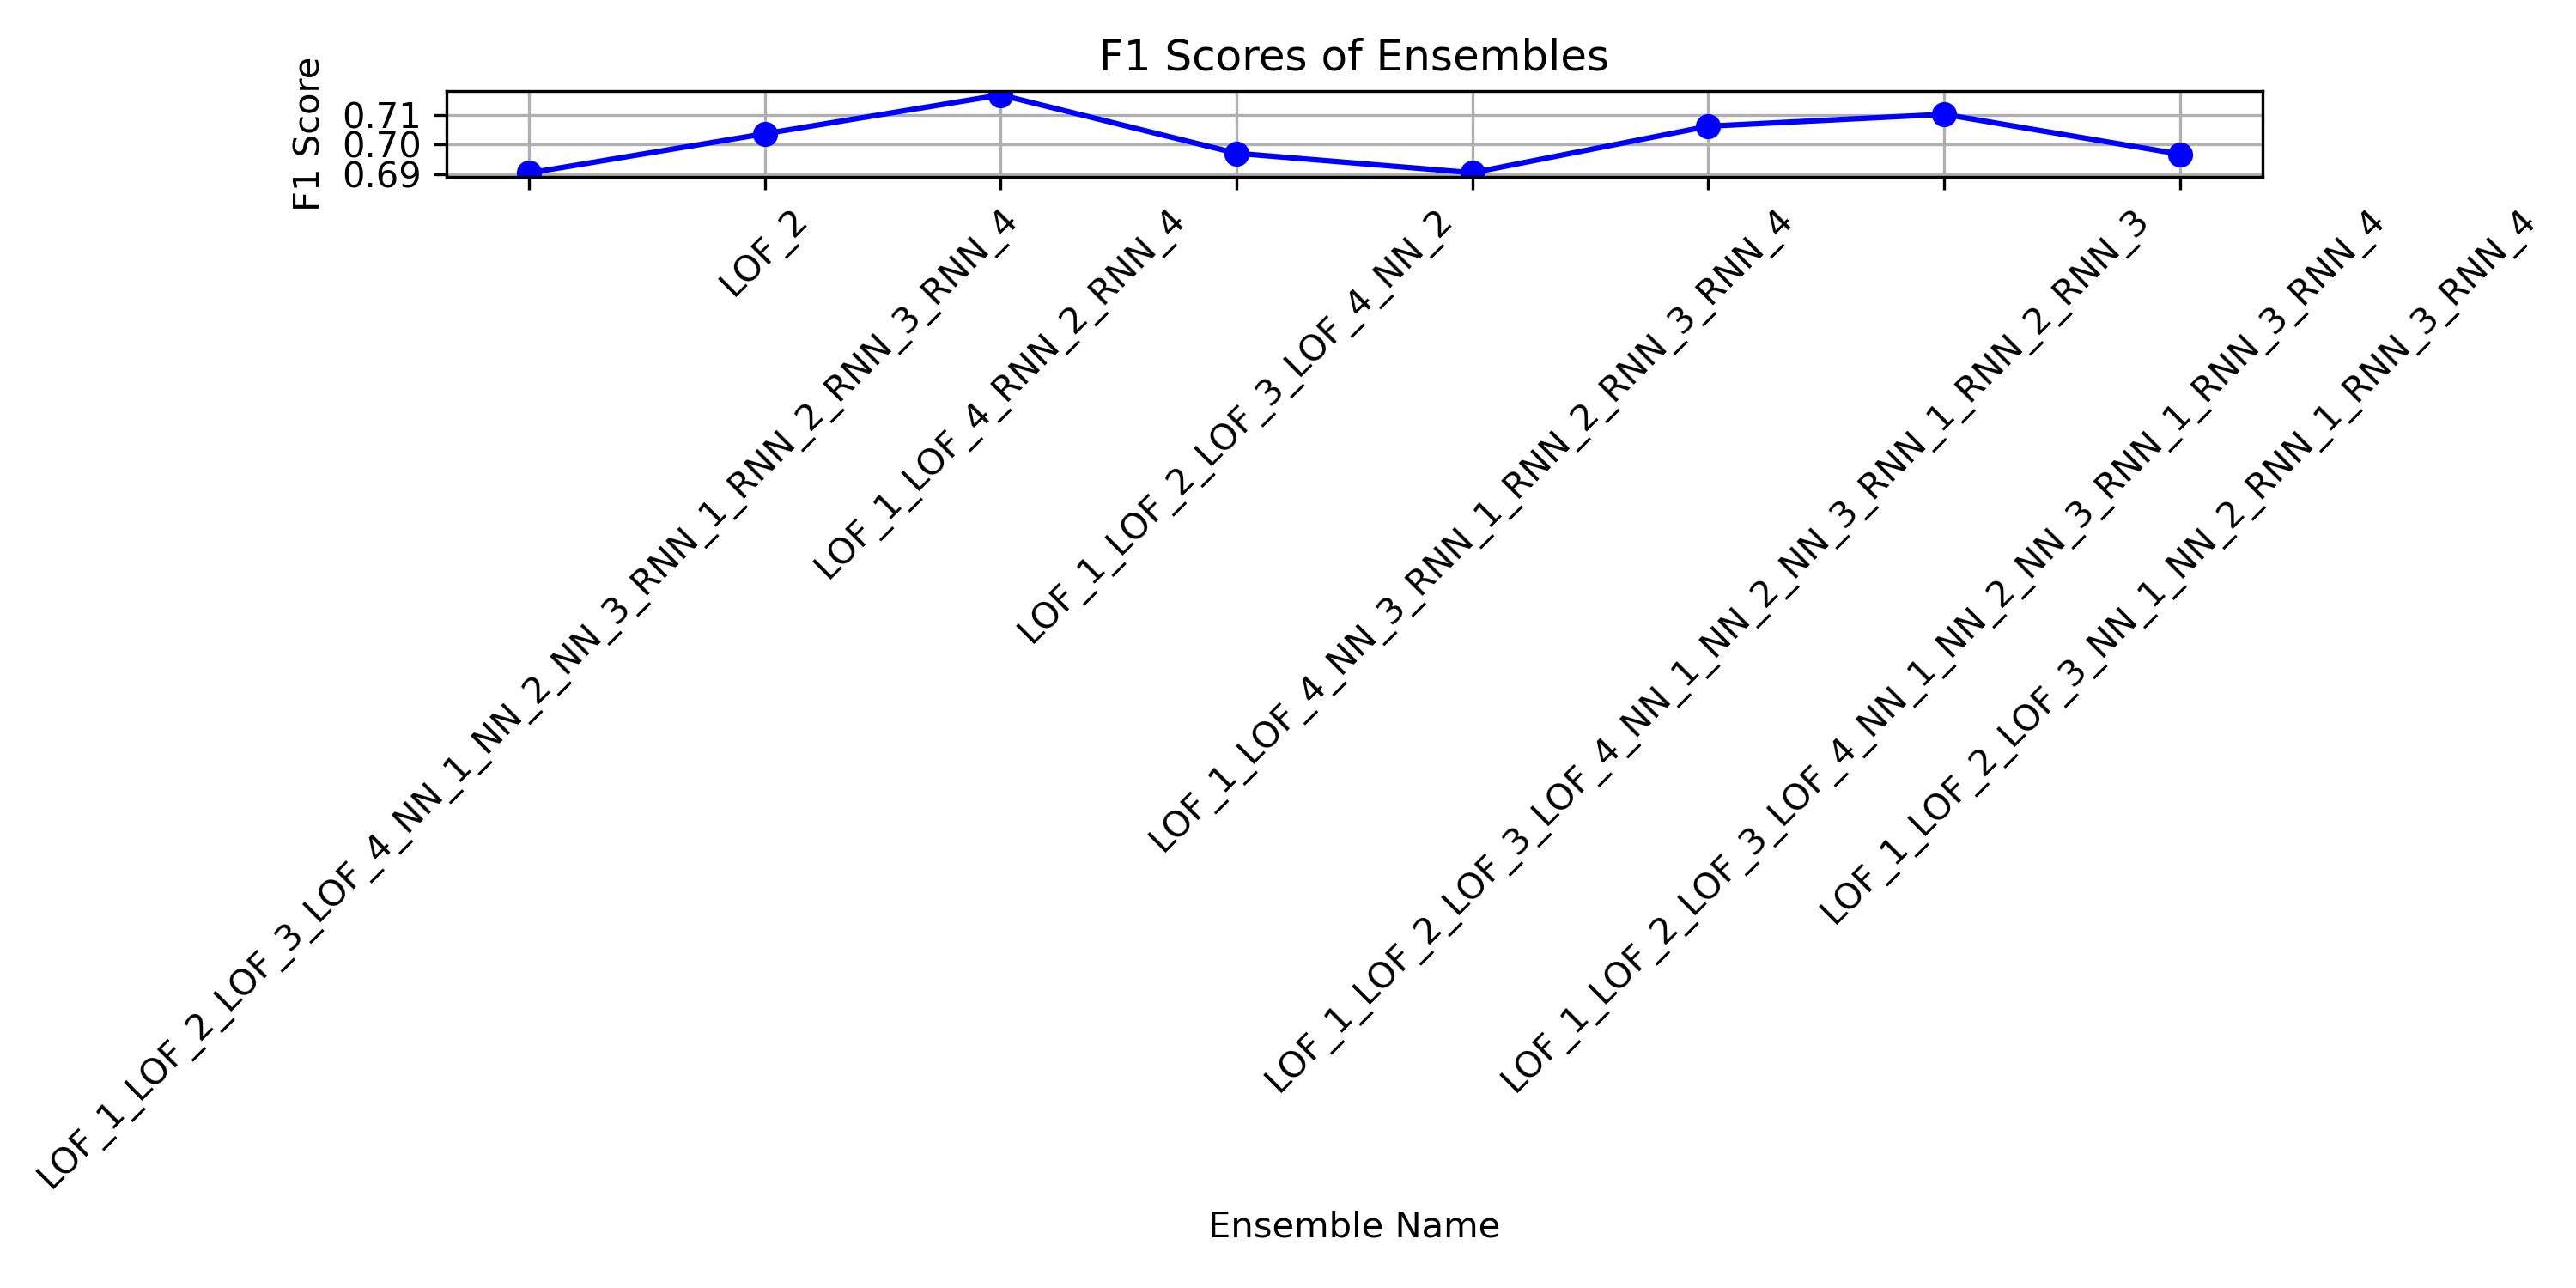 F1 Scores of Ensembles
F1 Score
0.71
0.70
0.69
LOF_1_LOF_2_LOF_3_LOF_4_NN_1_NN_2_NN_3_RNN_1_RNN_2_RNN_3_RNN_4
LOF_2
LOF_1_LOF_4_RNN_2_RNN_4
LOF_1_LOF_2_LOF_3_LOF_4_NN_2
LOF_1_LOF_4_NN_3_RNN_1_RNN_2_RNN_3_RNN_4
LOF_1_LOF_2_LOF_3_LOF_4_NN_1_NN_2_NN_3_RNN_1_RNN_2_RNN_3
LOF_1_LOF_2_LOF_3_LOF_4_NN_1_NN_2_NN_3_RNN_1_RNN_3_RNN_4
LOF_1_LOF_2_LOF_3_NN_1_NN_2_RNN_1_RNN_3_RNN_4
Ensemble Name